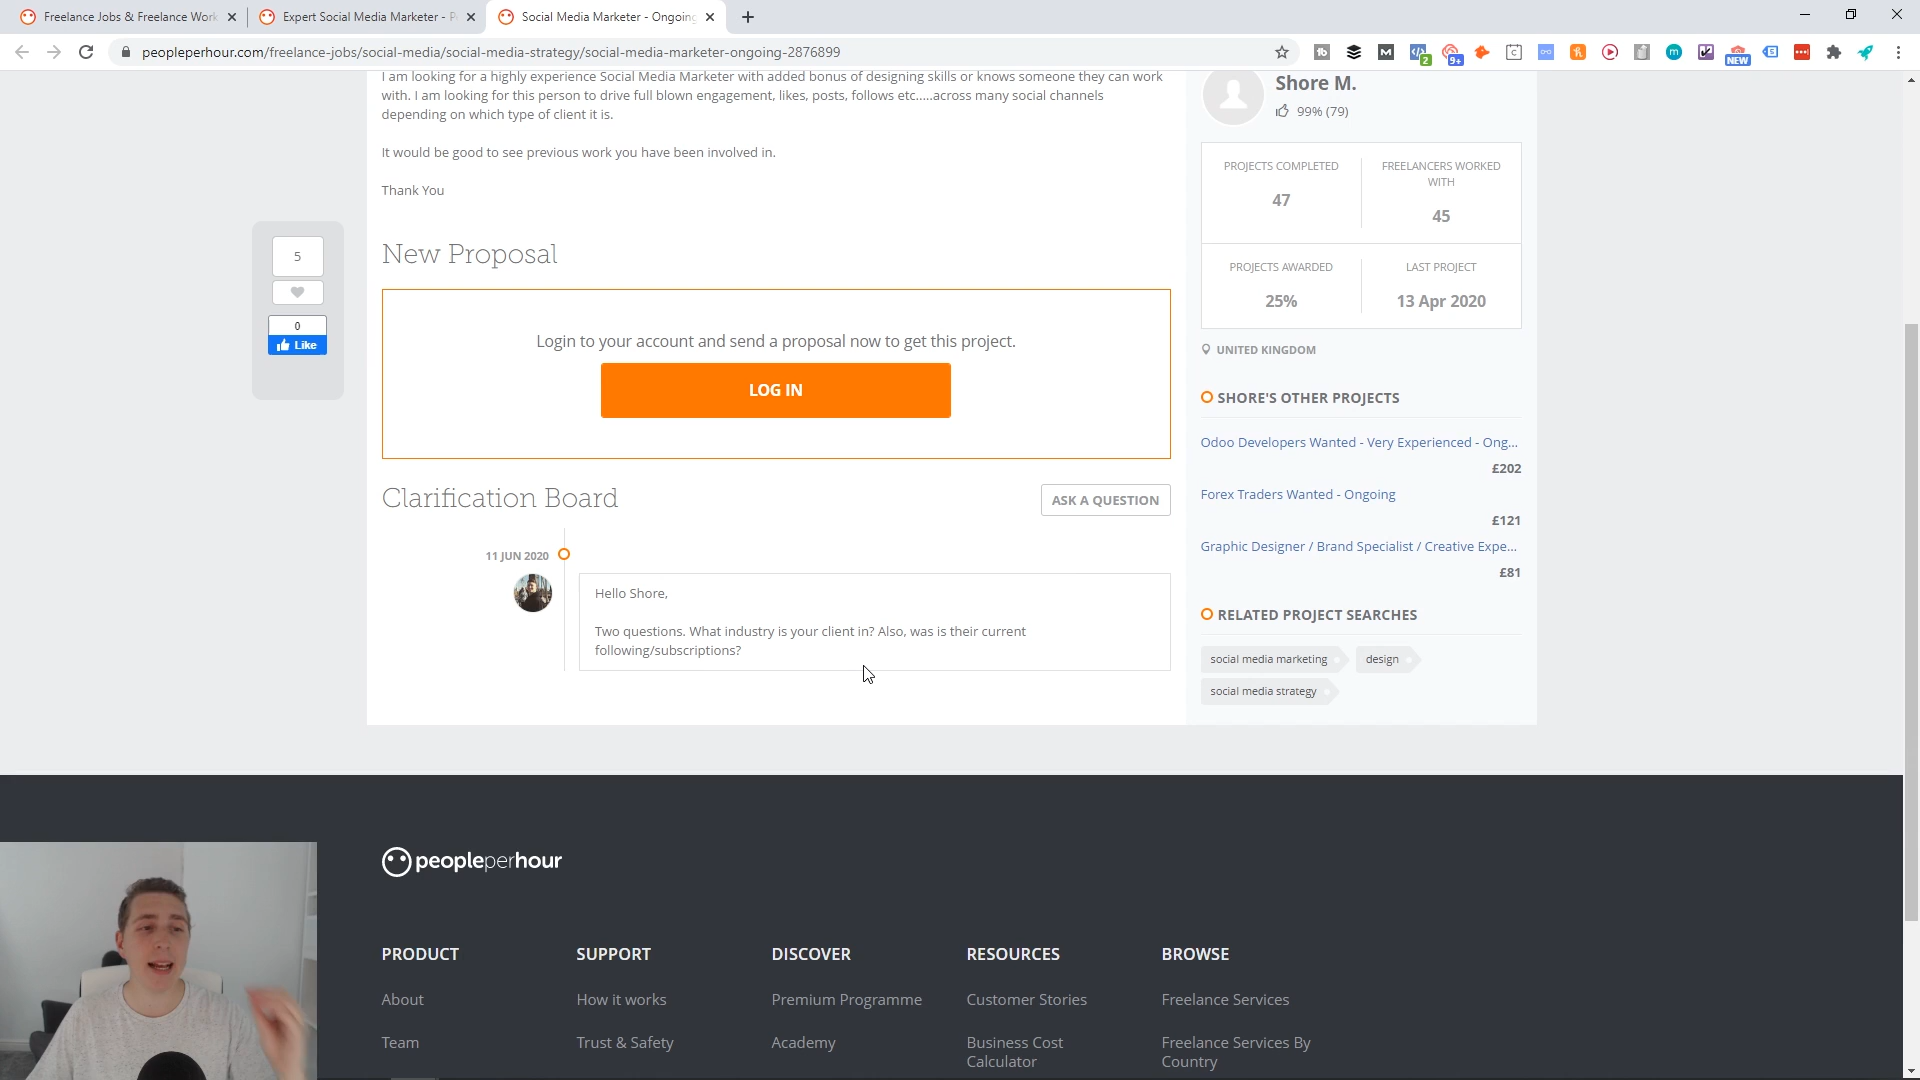 Freelance Jobs & Freelance Work
Expert Social Media Marketer - P
Social Media Marketer - Ongoing
peopleperhour.com/freelance-jobs/social-media/social-media-strategy/social-media-marketer-ongoing-2876899
2
9+
NEW
I am looking for a highly experience Social Media Marketer with added bonus of designing skills or knows someone they can work
with. I am looking for this person to drive full blown engagement, likes, posts, follows etc.....across many social channels
depending on which type of client it is.
It would be good to see previous work you have been involved in.
Thank You
5
0
Like
New Proposal
Login to your account and send a proposal now to get this project.
LOG IN
Clarification Board
ASK A QUESTION
11 JUN 2020
Hello Shore,
Two questions. What industry is your client in? Also, was is their current
following/subscriptions?
Shore M.
99% (79)
PROJECTS COMPLETED
47
FREELANCERS WORKED
WITH
45
PROJECTS AWARDED
25%
LAST PROJECT
13 Apr 2020
UNITED KINGDOM
SHORE'S OTHER PROJECTS
Odoo Developers Wanted - Very Experienced - Ong...
£202
Forex Traders Wanted - Ongoing
£121
Graphic Designer / Brand Specialist / Creative Expe...
£81
RELATED PROJECT SEARCHES
social media marketing
design
social media strategy
peopleperhour
PRODUCT
About
Team
SUPPORT
How it works
Trust & Safety
DISCOVER
Premium Programme
Academy
RESOURCES
Customer Stories
Business Cost
Calculator
BROWSE
Freelance Services
Freelance Services By
Country